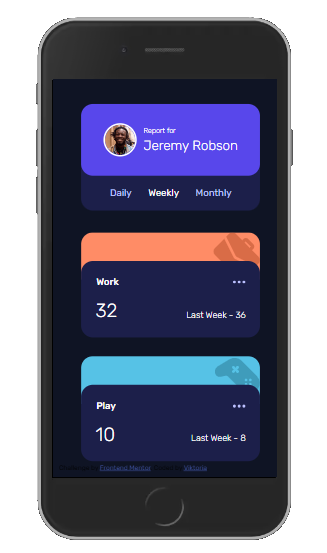 Report for
Jeremy Robson
Daily Weekly Monthly
Work
32 Last Week - 36
Play
10 Last Week - 8
Challenge by Frontend Mentor. Coded by Viktoria